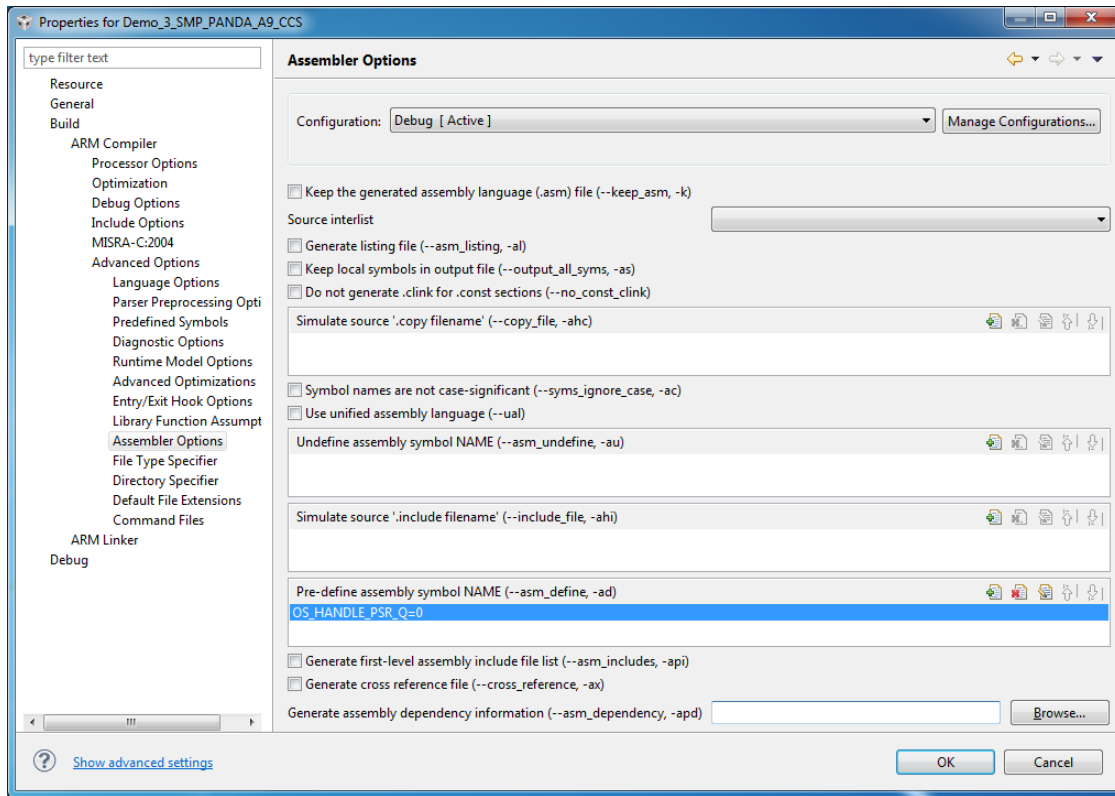 Properties for Demo_3_SMP_PANDA_A9_CCS
type filter text
Resource
General
Build
ARM Compiler
Processor Options
Optimization
Debug Options
Include Options
MISRA-C:2004
Advanced Options
Language Options
Parser Preprocessing Opti
Predefined Symbols
Diagnostic Options
Runtime Model Options
Advanced Optimizations
Entry/Exit Hook Options
Library Function Assumpt
Assembler Options
File Type Specifier
Directory Specifier
Default File Extensions
Command Files
ARM Linker
Debug
Assembler Options
Configuration: Debug [ Active ] Manage Configurations...
Keep the generated assembly language (.asm) file (--keep_asm, -k)
Source interlist
Generate listing file (--asm_listing, -al)
Keep local symbols in output file (--output_all_syms, -as)
Do not generate .clink for .const sections (--no_const_clink)
Simulate source '.copy filename' (--copy_file, -ahc)
Symbol names are not case-significant (--syms_ignore_case, -ac)
Use unified assembly language (--ual)
Undefine assembly symbol NAME (--asm_undefine, -au)
Simulate source '.include filename' (--include_file, -ahi)
Pre-define assembly symbol NAME (--asm_define, -ad)
OS_HANDLE_PSR_Q=0
Generate first-level assembly include file list (--asm_includes, -api)
Generate cross reference file (--cross_reference, -ax)
Generate assembly dependency information (--asm_dependency, -apd) Browse...
Show advanced settings
OK Cancel